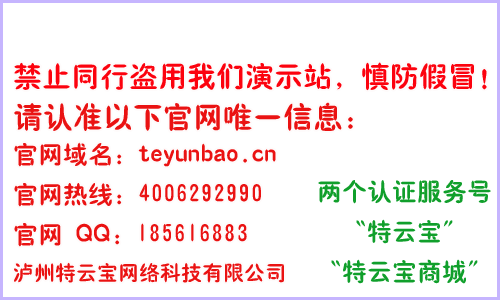 禁止同行盗用我们演示站，慎防假冒！
请认准以下官网唯一信息：
官网域名：teyunbao.cn
官网热线：4006292990
官网 QQ：185616883
泸州特云宝网络科技有限公司
两个认证服务号
“特云宝”
“特云宝商城”